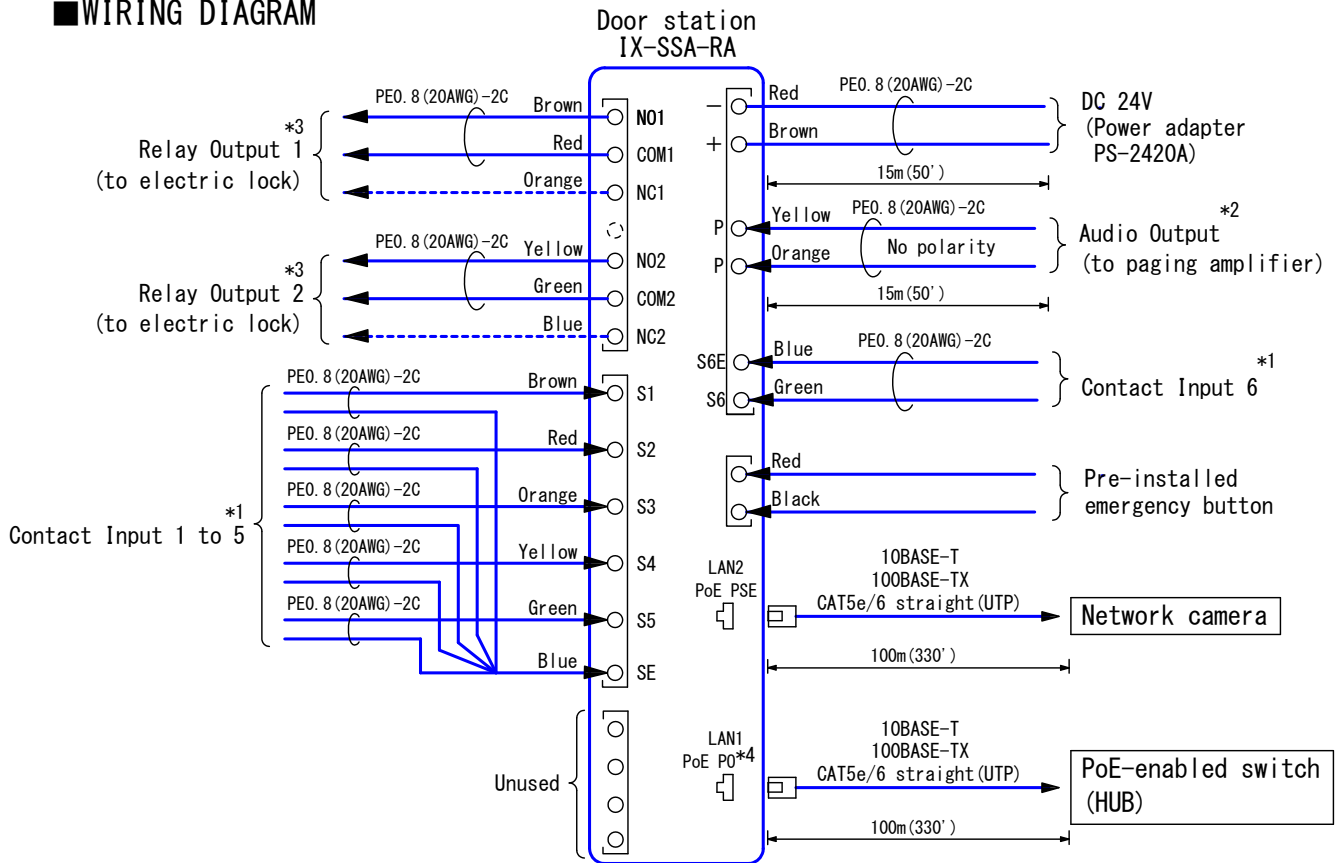 ■WIRING DIAGRAM
Door station
IX-SSA-RA
PE0.8(20AWG)-2C
Brown
NO1
*3
Relay Output 1
(to electric lock)
Red
COM1
Orange
NC1
PE0.8(20AWG)-2C
Yellow
NO2
*3
Relay Output 2
(to electric lock)
Green
COM2
Blue
NC2
PE0.8(20AWG)-2C
Brown
S1
PE0.8(20AWG)-2C
Red
S2
PE0.8(20AWG)-2C
Orange
S3
*1
Contact Input 1 to 5
PE0.8(20AWG)-2C
Yellow
S4
PE0.8(20AWG)-2C
Green
S5
Blue
SE
Unused
−
Red
PE0.8(20AWG)-2C
+
Brown
DC 24V
(Power adapter
PS-2420A)
15m(50')
P
Yellow
PE0.8(20AWG)-2C
No polarity
P
Orange
*2
Audio Output
(to paging amplifier)
15m(50')
S6E
Blue
PE0.8(20AWG)-2C
S6
Green
*1
Contact Input 6
Red
Black
Pre-installed
emergency button
LAN2
PoE PSE
10BASE-T
100BASE-TX
CAT5e/6 straight(UTP)
Network camera
100m(330')
LAN1
PoE PD*4
10BASE-T
100BASE-TX
CAT5e/6 straight(UTP)
PoE-enabled switch
(HUB)
100m(330')